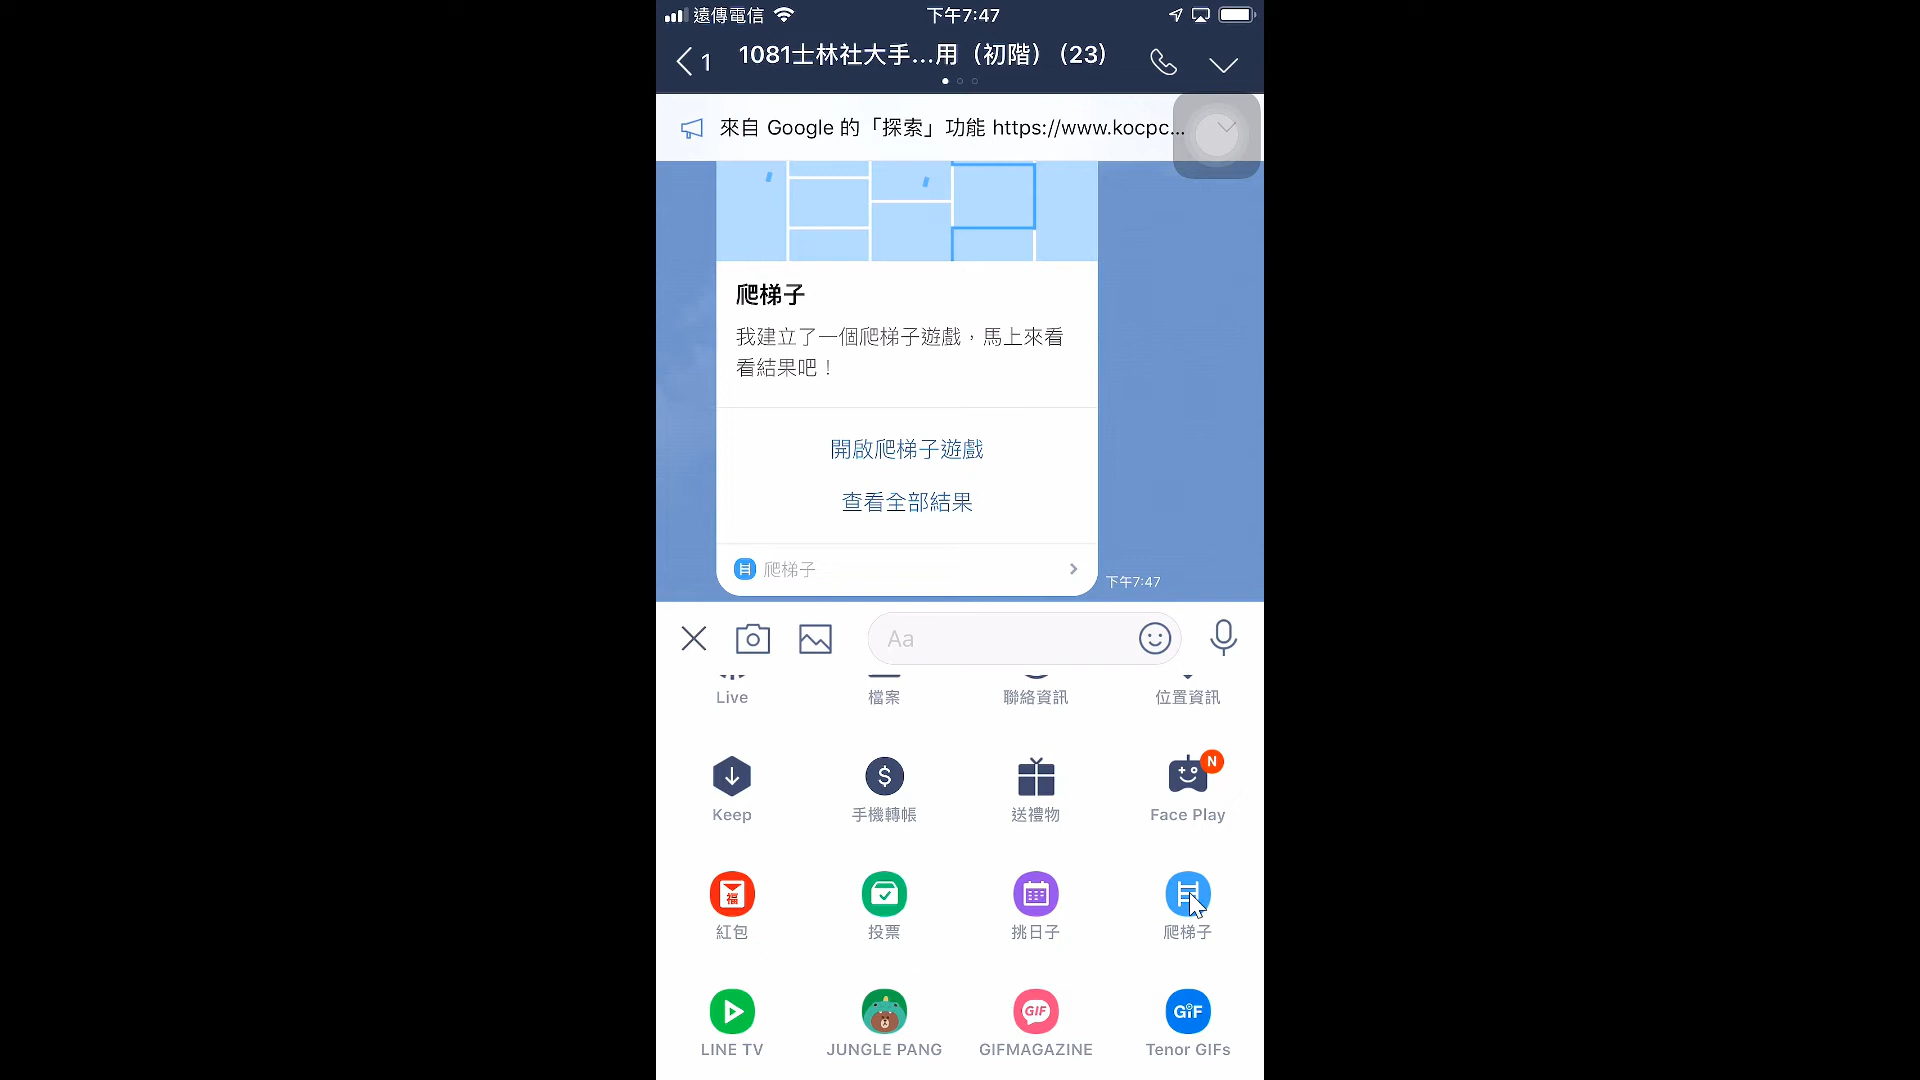 遠傳電信
下午7:47
1
1081士林社大手...用（初階）(23)
來自 Google 的「探索」功能 https://www.kocpc...
爬梯子
我建立了一個爬梯子遊戲，馬上來看
看結果吧！
開啟爬梯子遊戲
查看全部結果
爬梯子
下午7:47
Aa
Live
檔案
聯絡資訊
位置資訊
N
Keep
手機轉帳
送禮物
Face Play
福
紅包
投票
挑日子
爬梯子
GIF
GIF
LINE TV
JUNGLE PANG
GIFMAGAZINE
Tenor GIFs